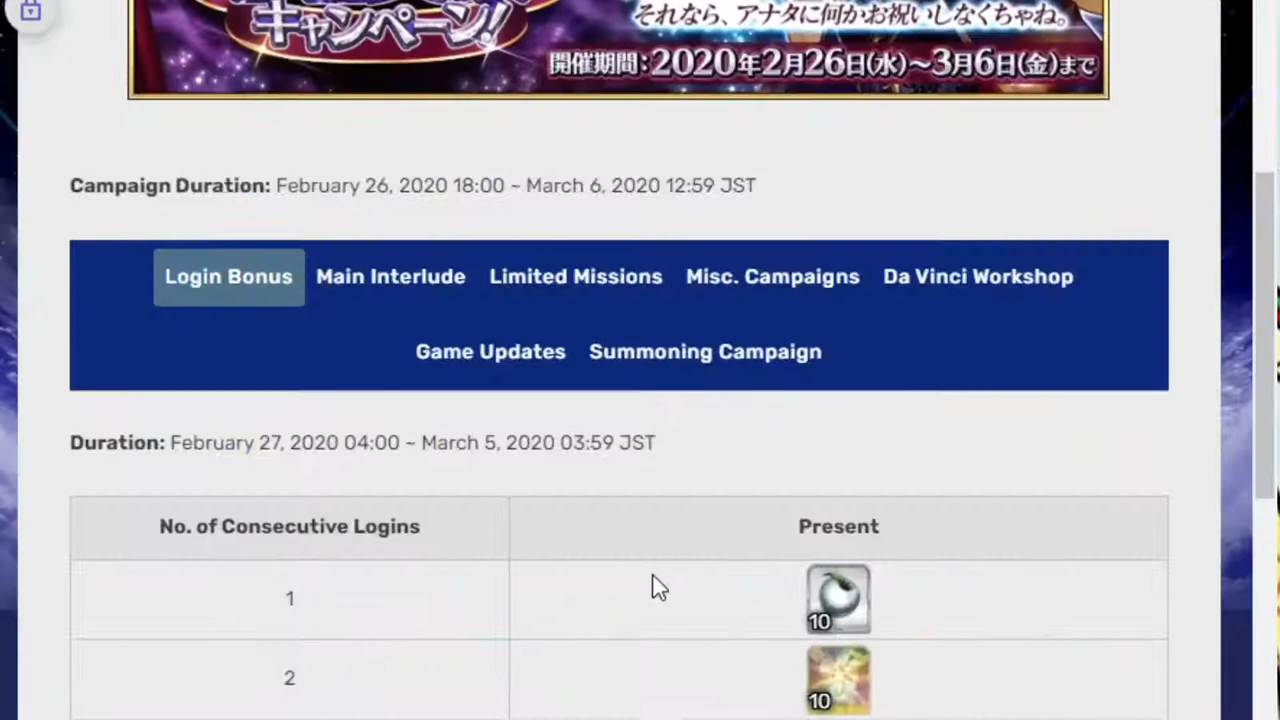 キャンペーン!
それなら、アナタに何かお祝いしなくちゃね。
開催期間:2020年2月26日(水)~3月6日(金)まで
Campaign Duration: February 26, 2020 18:00 ~ March 6, 2020 12:59 JST
Login Bonus Main Interlude Limited Missions Misc. Campaigns Da Vinci Workshop
Game Updates Summoning Campaign
Duration: February 27, 2020 04:00 ~ March 5, 2020 03:59 JST
No. of Consecutive Logins Present
1 10
2 10